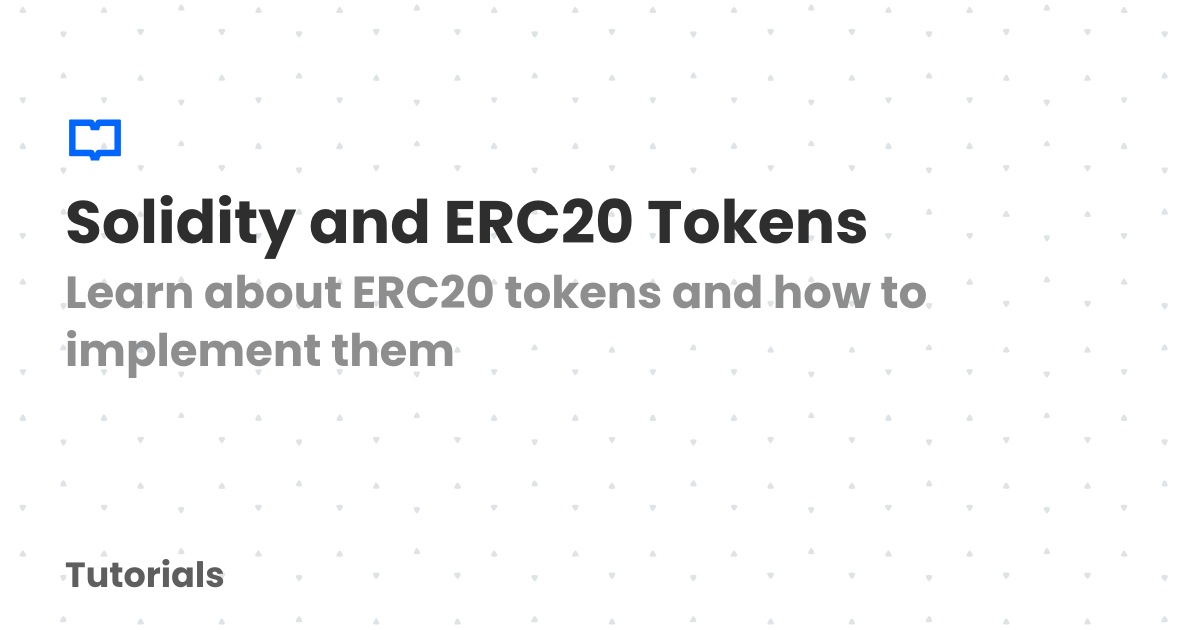 Solidity and ERC20 Tokens
Learn about ERC20 tokens and how to
implement them
Tutorials